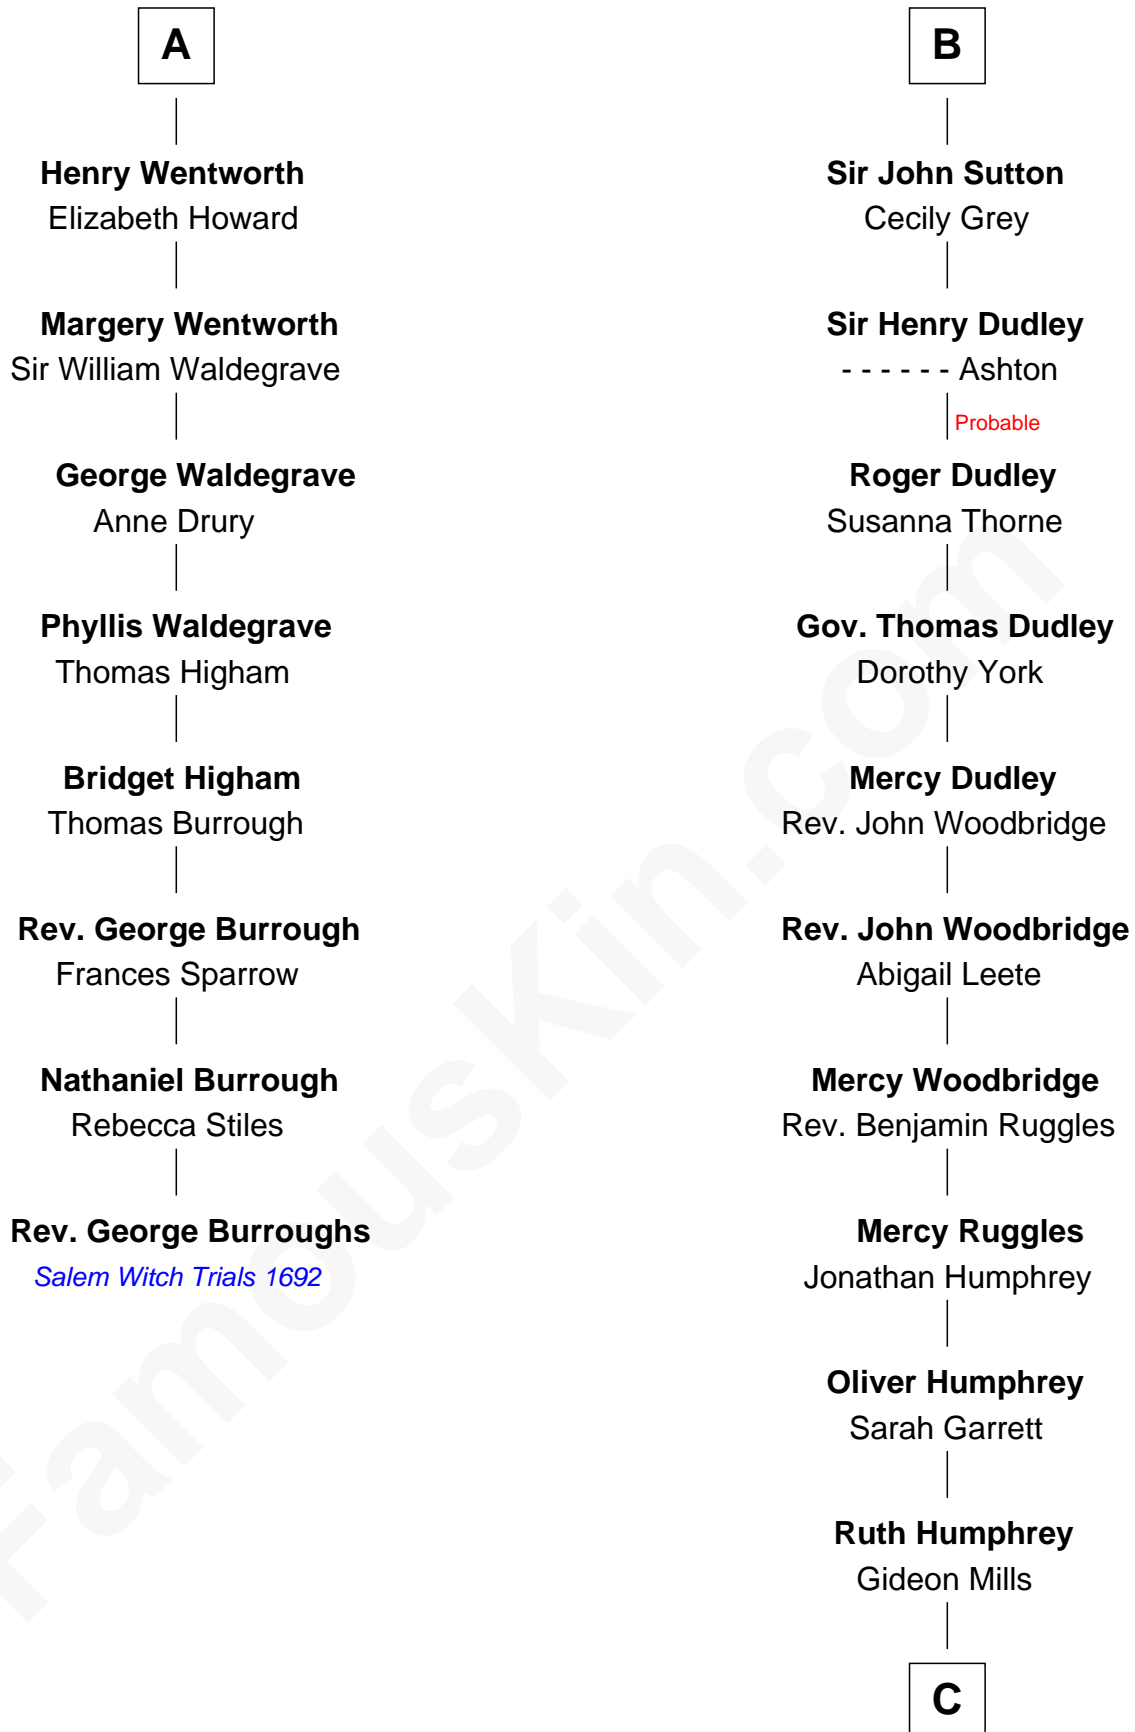 A
Henry Wentworth
Elizabeth Howard
Margery Wentworth
Sir William Waldegrave
George Waldegrave
Anne Drury
Phyllis Waldegrave
Thomas Higham
Bridget Higham
Thomas Burrough
Rev. George Burrough
Frances Sparrow
Nathaniel Burrough
Rebecca Stiles
Rev. George Burroughs
Salem Witch Trials 1692
B
Sir John Sutton
Cecily Grey
Sir Henry Dudley
- - - - - - Ashton
Probable
Roger Dudley
Susanna Thorne
Gov. Thomas Dudley
Dorothy York
Mercy Dudley
Rev. John Woodbridge
Rev. John Woodbridge
Abigail Leete
Mercy Woodbridge
Rev. Benjamin Ruggles
Mercy Ruggles
Jonathan Humphrey
Oliver Humphrey
Sarah Garrett
Ruth Humphrey
Gideon Mills
C
FamousKin.com